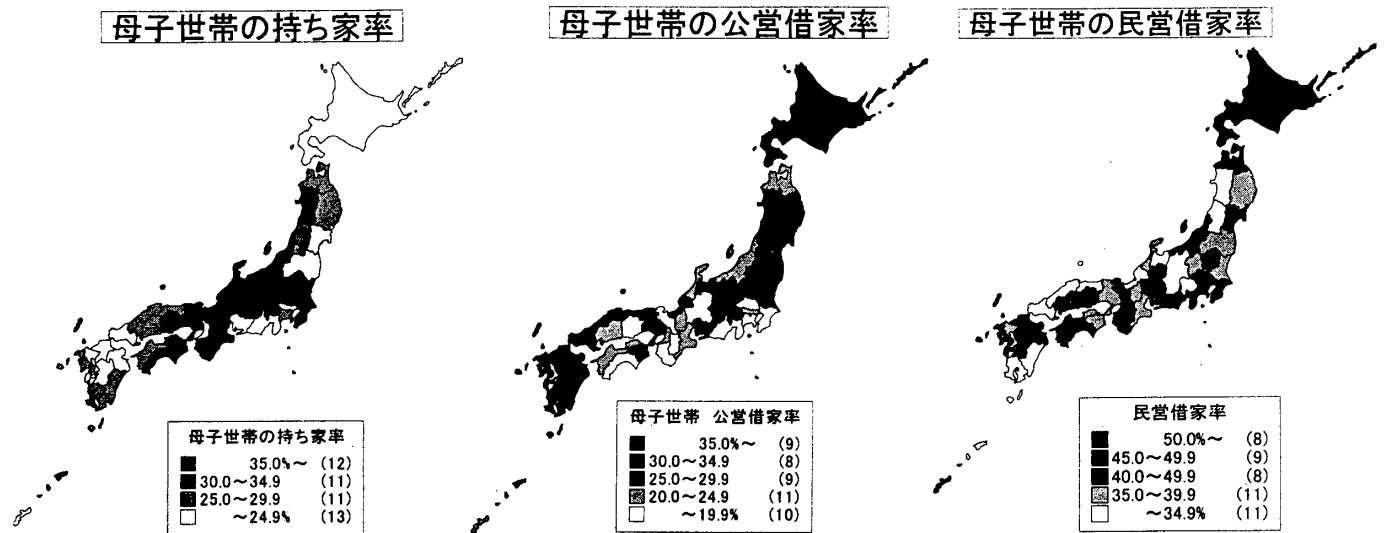 母子世帯の持ち家率
母子世帯の公営借家率
母子世帯の民営借家率
母子世帯の持ち家率
35.0%～ (12)
30.0～34.9 (11)
25.0～29.9 (11)
～24.9% (13)
母子世帯 公営借家率
35.0%～ (9)
30.0～34.9 (8)
25.0～29.9 (9)
20.0～24.9 (11)
～19.9% (10)
民営借家率
50.0%～ (8)
45.0～49.9 (9)
40.0～49.9 (8)
35.0～39.9 (11)
～34.9% (11)